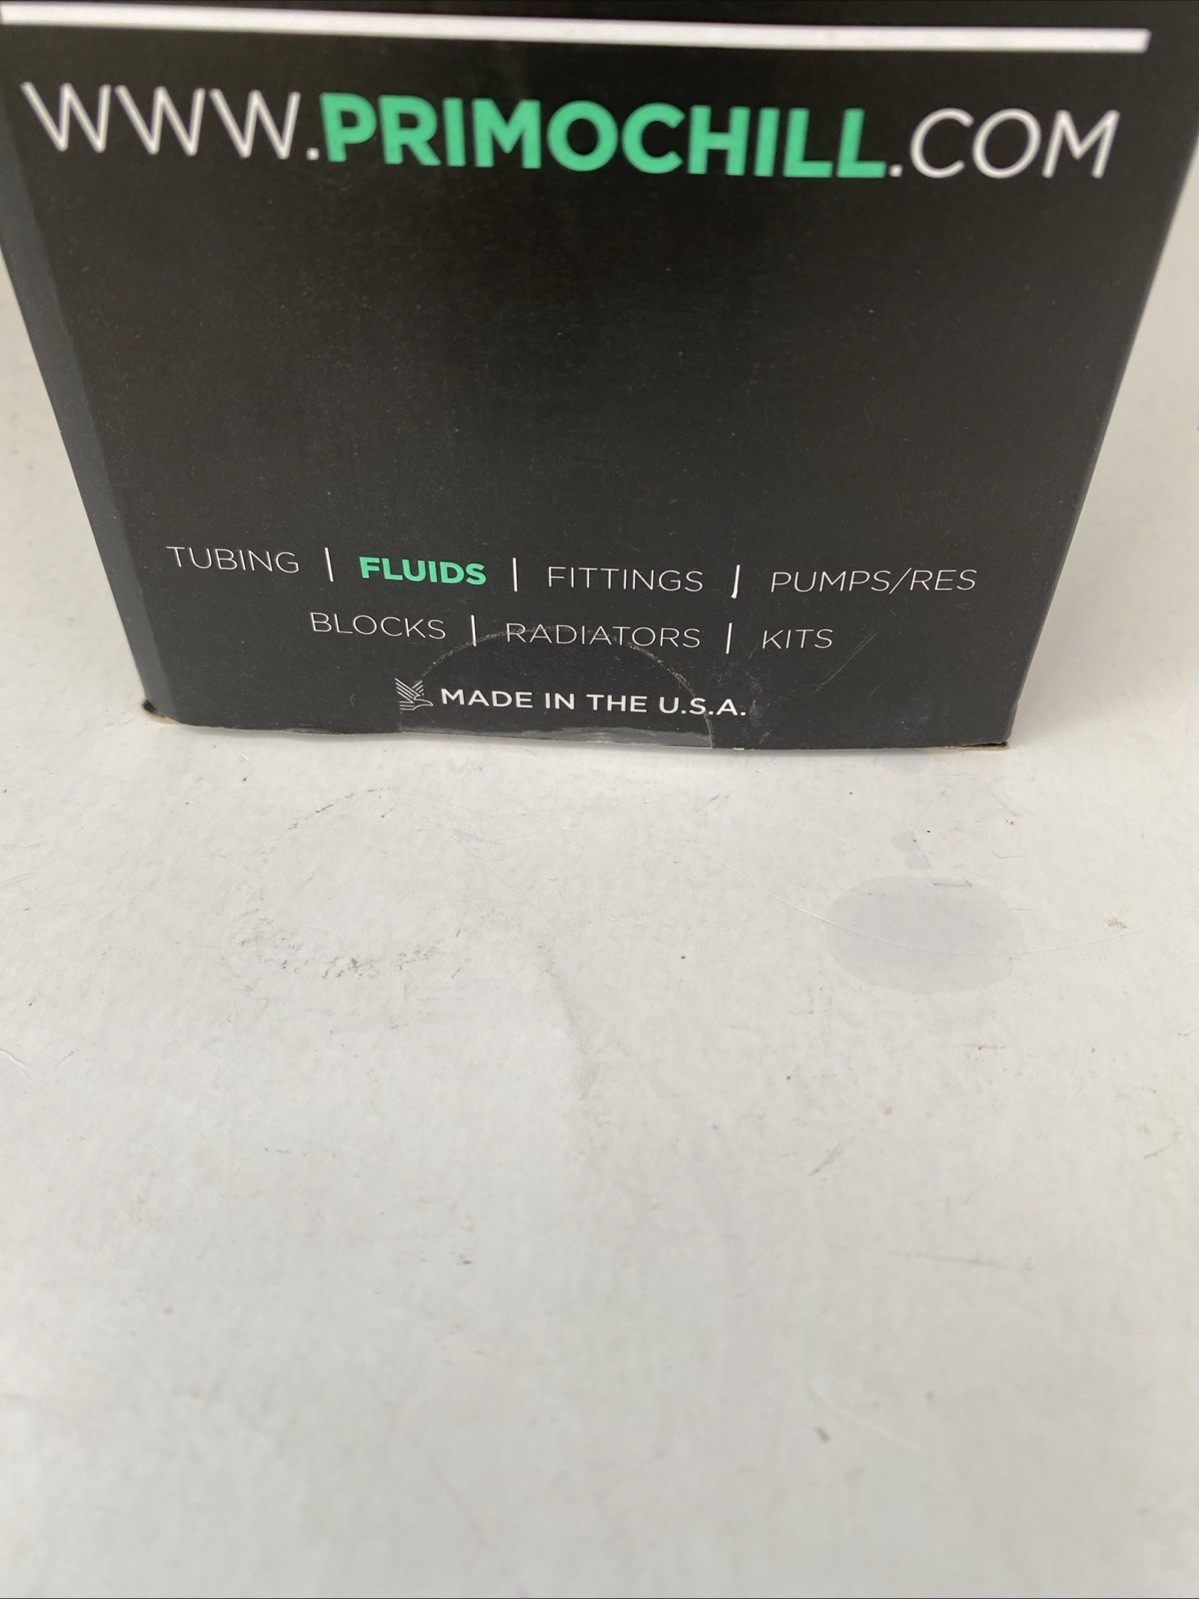 WWW.PRIMOCHILL.COM
TUBING | FLUIDS | FITTINGS | PUMPS/RES
BLOCKS | RADIATORS | KITS
MADE IN THE U.S.A.